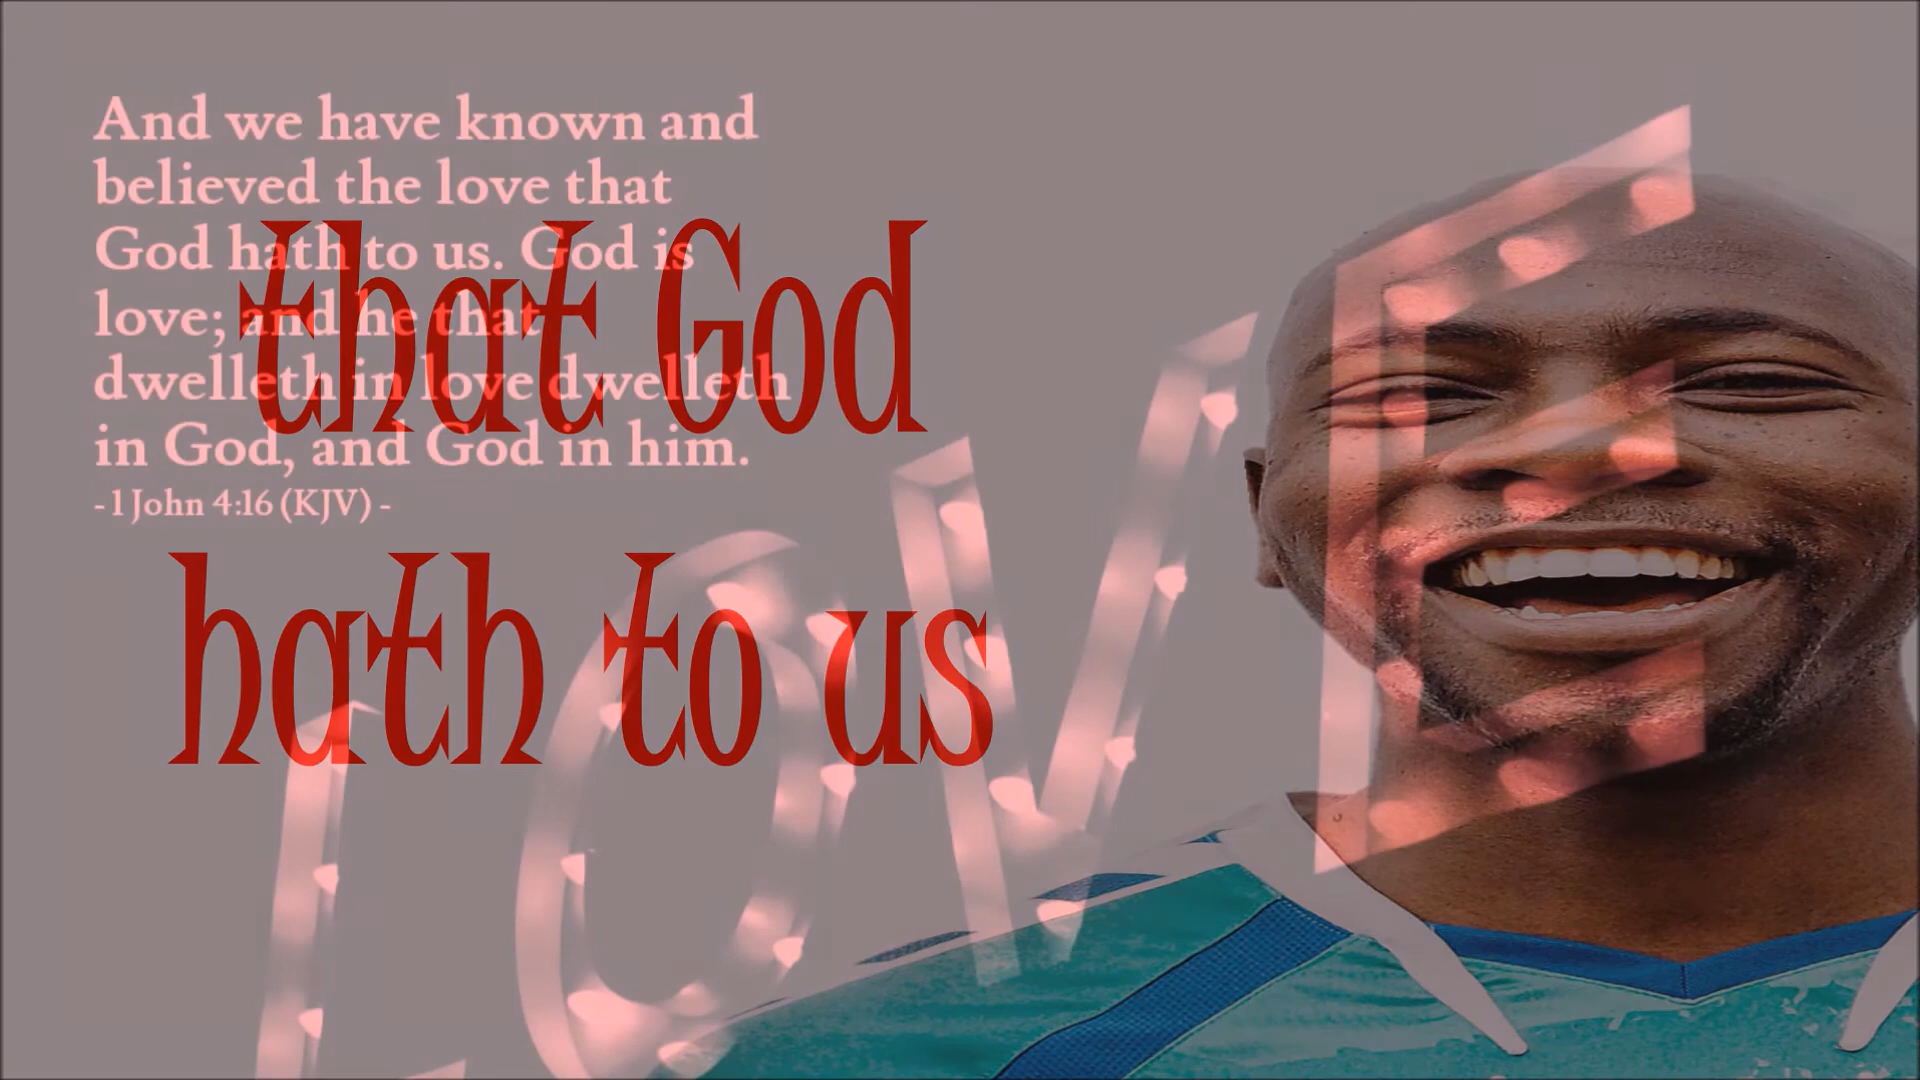 And we have known and
believed the love that
God hath to us. God is
love; and he that
dwelleth in love dwelleth
in God, and God in him.
- 1 John 4:16 (KJV) -
that God
hath to us
LOVE